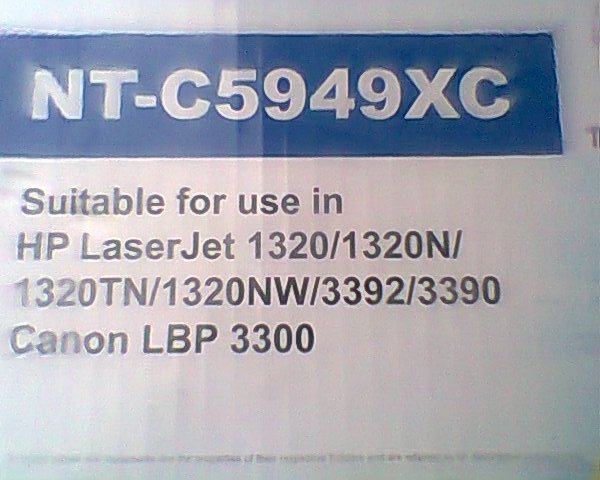 NT-C5949XC
Suitable for use in
HP LaserJet 1320/1320N/
1320TN/1320NW/3392/3390
Canon LBP 3300